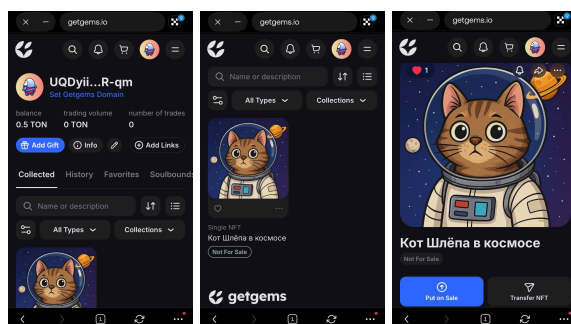 getgems.io
UQDyii...R-qm
Set Getgems Domain
balance
trading volume
number of trades
0.5 TON
0 TON
0
Add Gift
Info
Add Links
Collected
History
Favorites
Soulbounds
Name or description
All Types
Collections
1
getgems.io
Name or description
All Types
Collections
Single NFT
Кот Шлёпа в космосе
Not For Sale
getgems
1
getgems.io
1
Кот Шлёпа в космосе
Not For Sale
Put on Sale
Transfer NFT
1